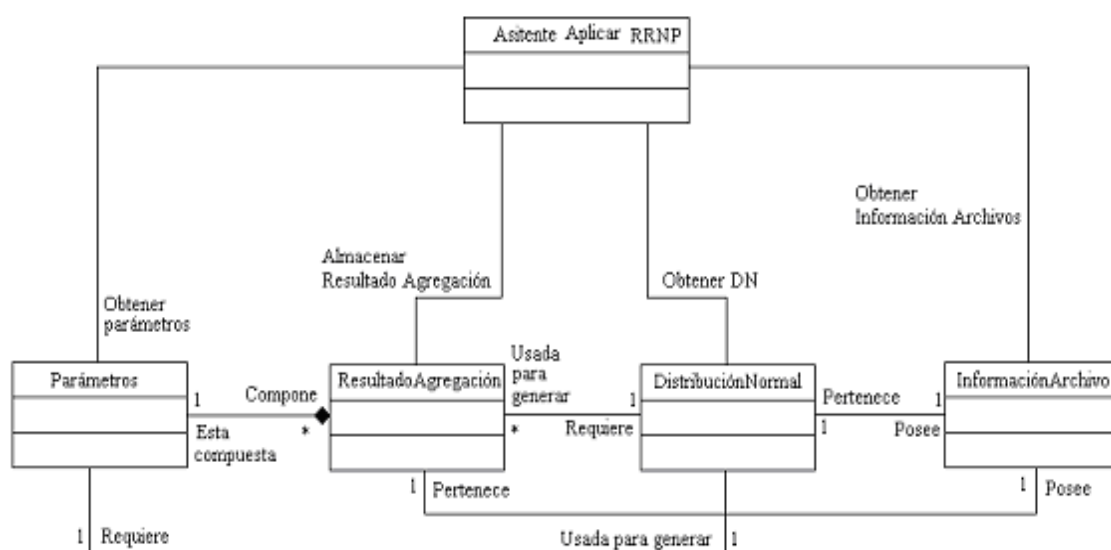 Asitente Aplicar RRNP
Obtener
Información Archivos
Almacenar
Resultado Agregación
Obtener DN
Obtener
parámetros
Parámetros
ResultadoAgregación
DistribuciónNormal
InformaciónArchivo
1
Compone
*
Esta
compuesta
Usada
para
generar
*
1
Requiere
Pertenece
1
1
Posee
1
Pertenece
1
Posee
1
Requiere
Usada para generar
1